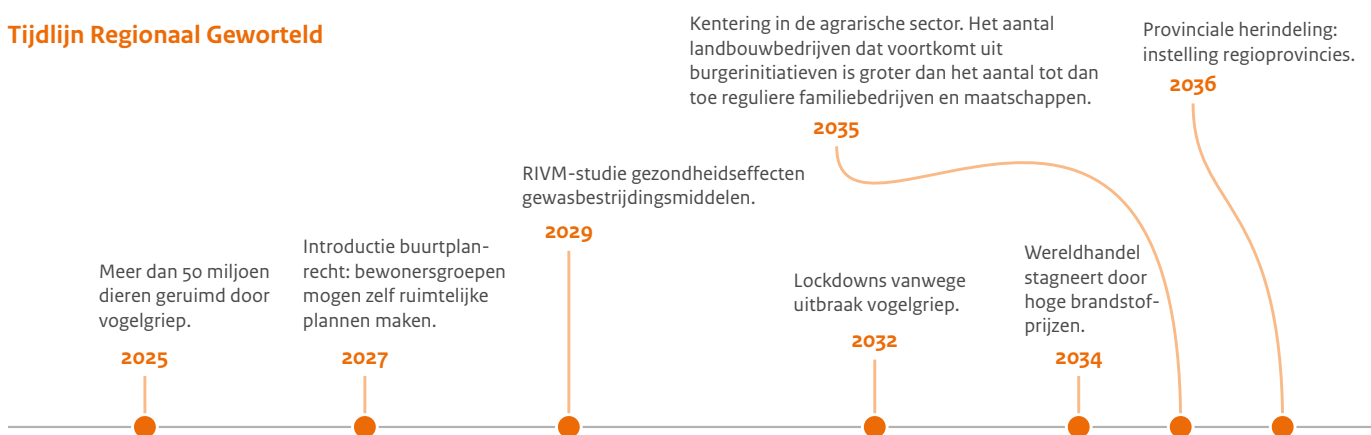 Tijdlijn Regionaal Geworteld
Meer dan 50 miljoen
dieren geruimd door
vogelgriep.
2025
Introductie buurtplan-
recht: bewonersgroepen
mogen zelf ruimtelijke
plannen maken.
2027
RIVM-studie gezondheidseffecten
gewasbestrijdingsmiddelen.
2029
Lockdowns vanwege
uitbraak vogelgriep.
2032
Wereldhandel
stagneert door
hoge brandstof-
prijzen.
2034
Kentering in de agrarische sector. Het aantal
landbouwbedrijven dat voortkomt uit
burgerinitiatieven is groter dan het aantal tot dan
toe reguliere familiebedrijven en maatschappen.
2035
Provinciale herindeling:
instelling regioprovincies.
2036